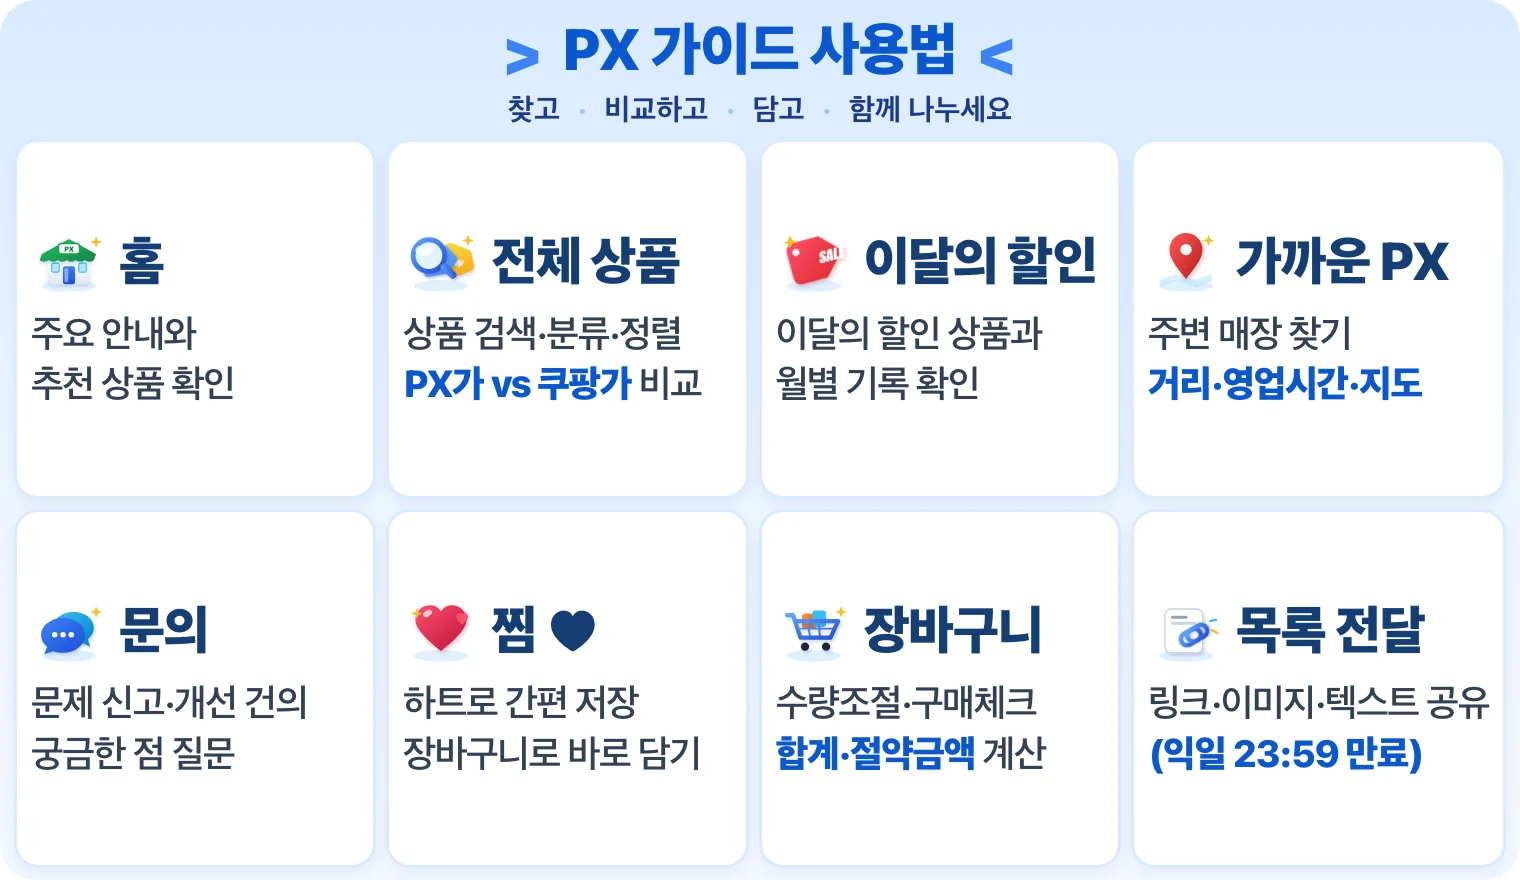 > PX 가이드 사용법 <
찾고 · 비교하고 · 담고 · 함께 나누세요
PX
홈
주요 안내와
추천 상품 확인
전체 상품
상품 검색·분류·정렬
PX가 vs 쿠팡가 비교
SALE
이달의 할인
이달의 할인 상품과
월별 기록 확인
가까운 PX
주변 매장 찾기
거리·영업시간·지도
문의
문제 신고·개선 건의
궁금한 점 질문
찜 ♥
하트로 간편 저장
장바구니로 바로 담기
장바구니
수량조절·구매체크
합계·절약금액 계산
목록 전달
링크·이미지·텍스트 공유
(익일 23:59 만료)